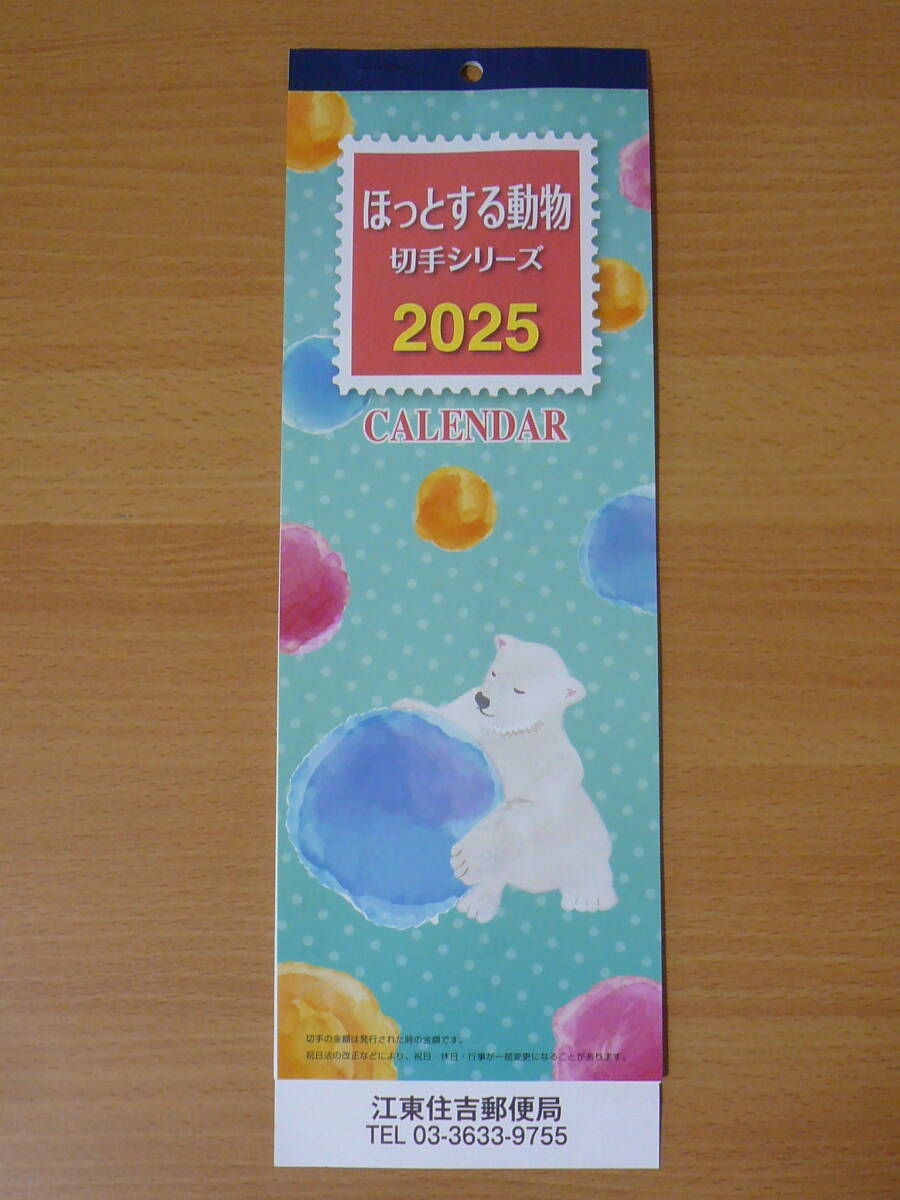 ほっとする動物
切手シリーズ
2025
CALENDAR
切手の金額は発行された時の金額です。
祝日法の改正などにより、祝日・休日・行事が一部変更になることがあります。
江東住吉郵便局
TEL 03-3633-9755